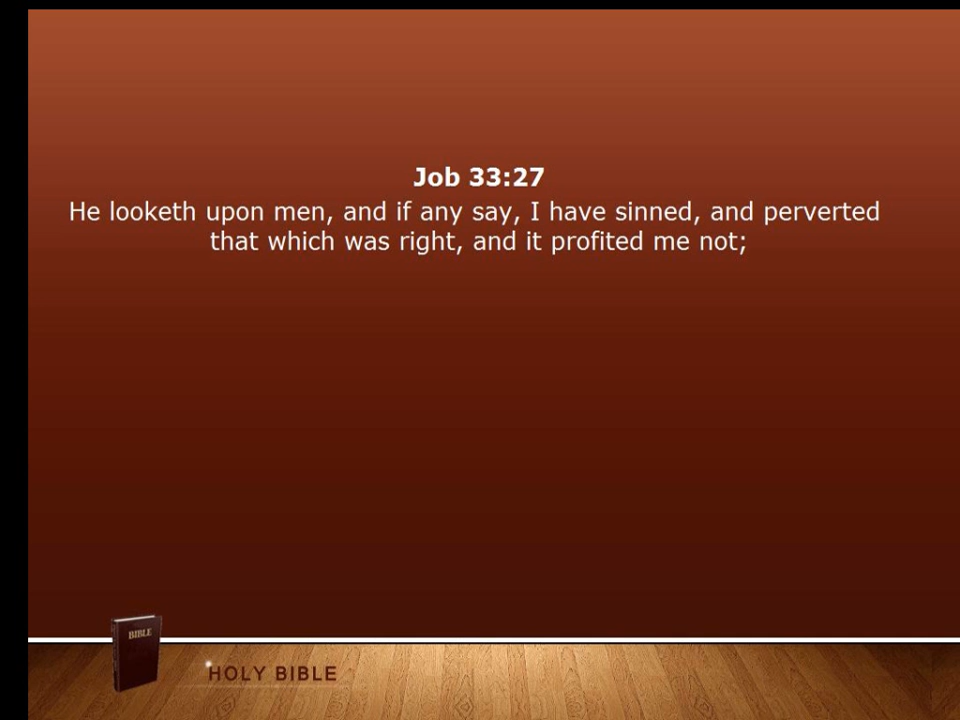 Job 33:27
He looketh upon men, and if any say, I have sinned, and perverted
that which was right, and it profited me not;
BIBLE
HOLY BIBLE